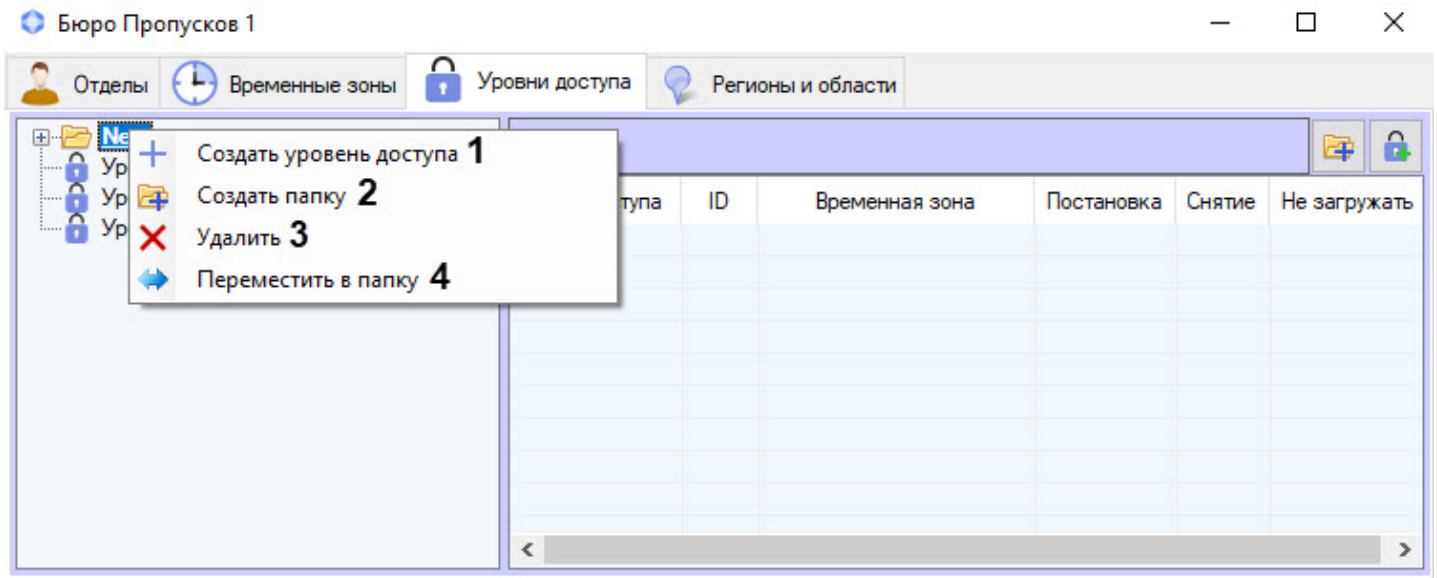 Бюро Пропусков 1
Отделы Временные зоны Уровни доступа Регионы и области
Создать уровень доступа 1
Создать папку 2
Удалить 3
Переместить в папку 4
ID Временная зона Постановка Снятие Не загружать